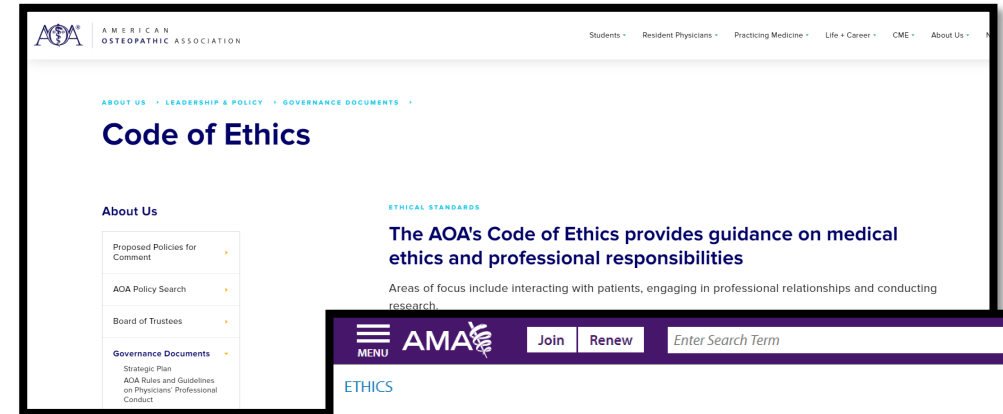 AOA
AMERICAN
OSTEOPATHIC ASSOCIATION
Students
Resident Physicians
Practicing Medicine
Life + Career
CME
About Us
ABOUT US > LEADERSHIP & POLICY > GOVERNANCE DOCUMENTS >
Code of Ethics
About Us
Proposed Policies for
Comment
AOA Policy Search
Board of Trustees
Governance Documents
Strategic Plan
AOA Rules and Guidelines
on Physicians' Professional
Conduct
ETHICAL STANDARDS
The AOA's Code of Ethics provides guidance on medical
ethics and professional responsibilities
Areas of focus include interacting with patients, engaging in professional relationships and conducting
research.
MENU
AMA
Join
Renew
Enter Search Term
ETHICS